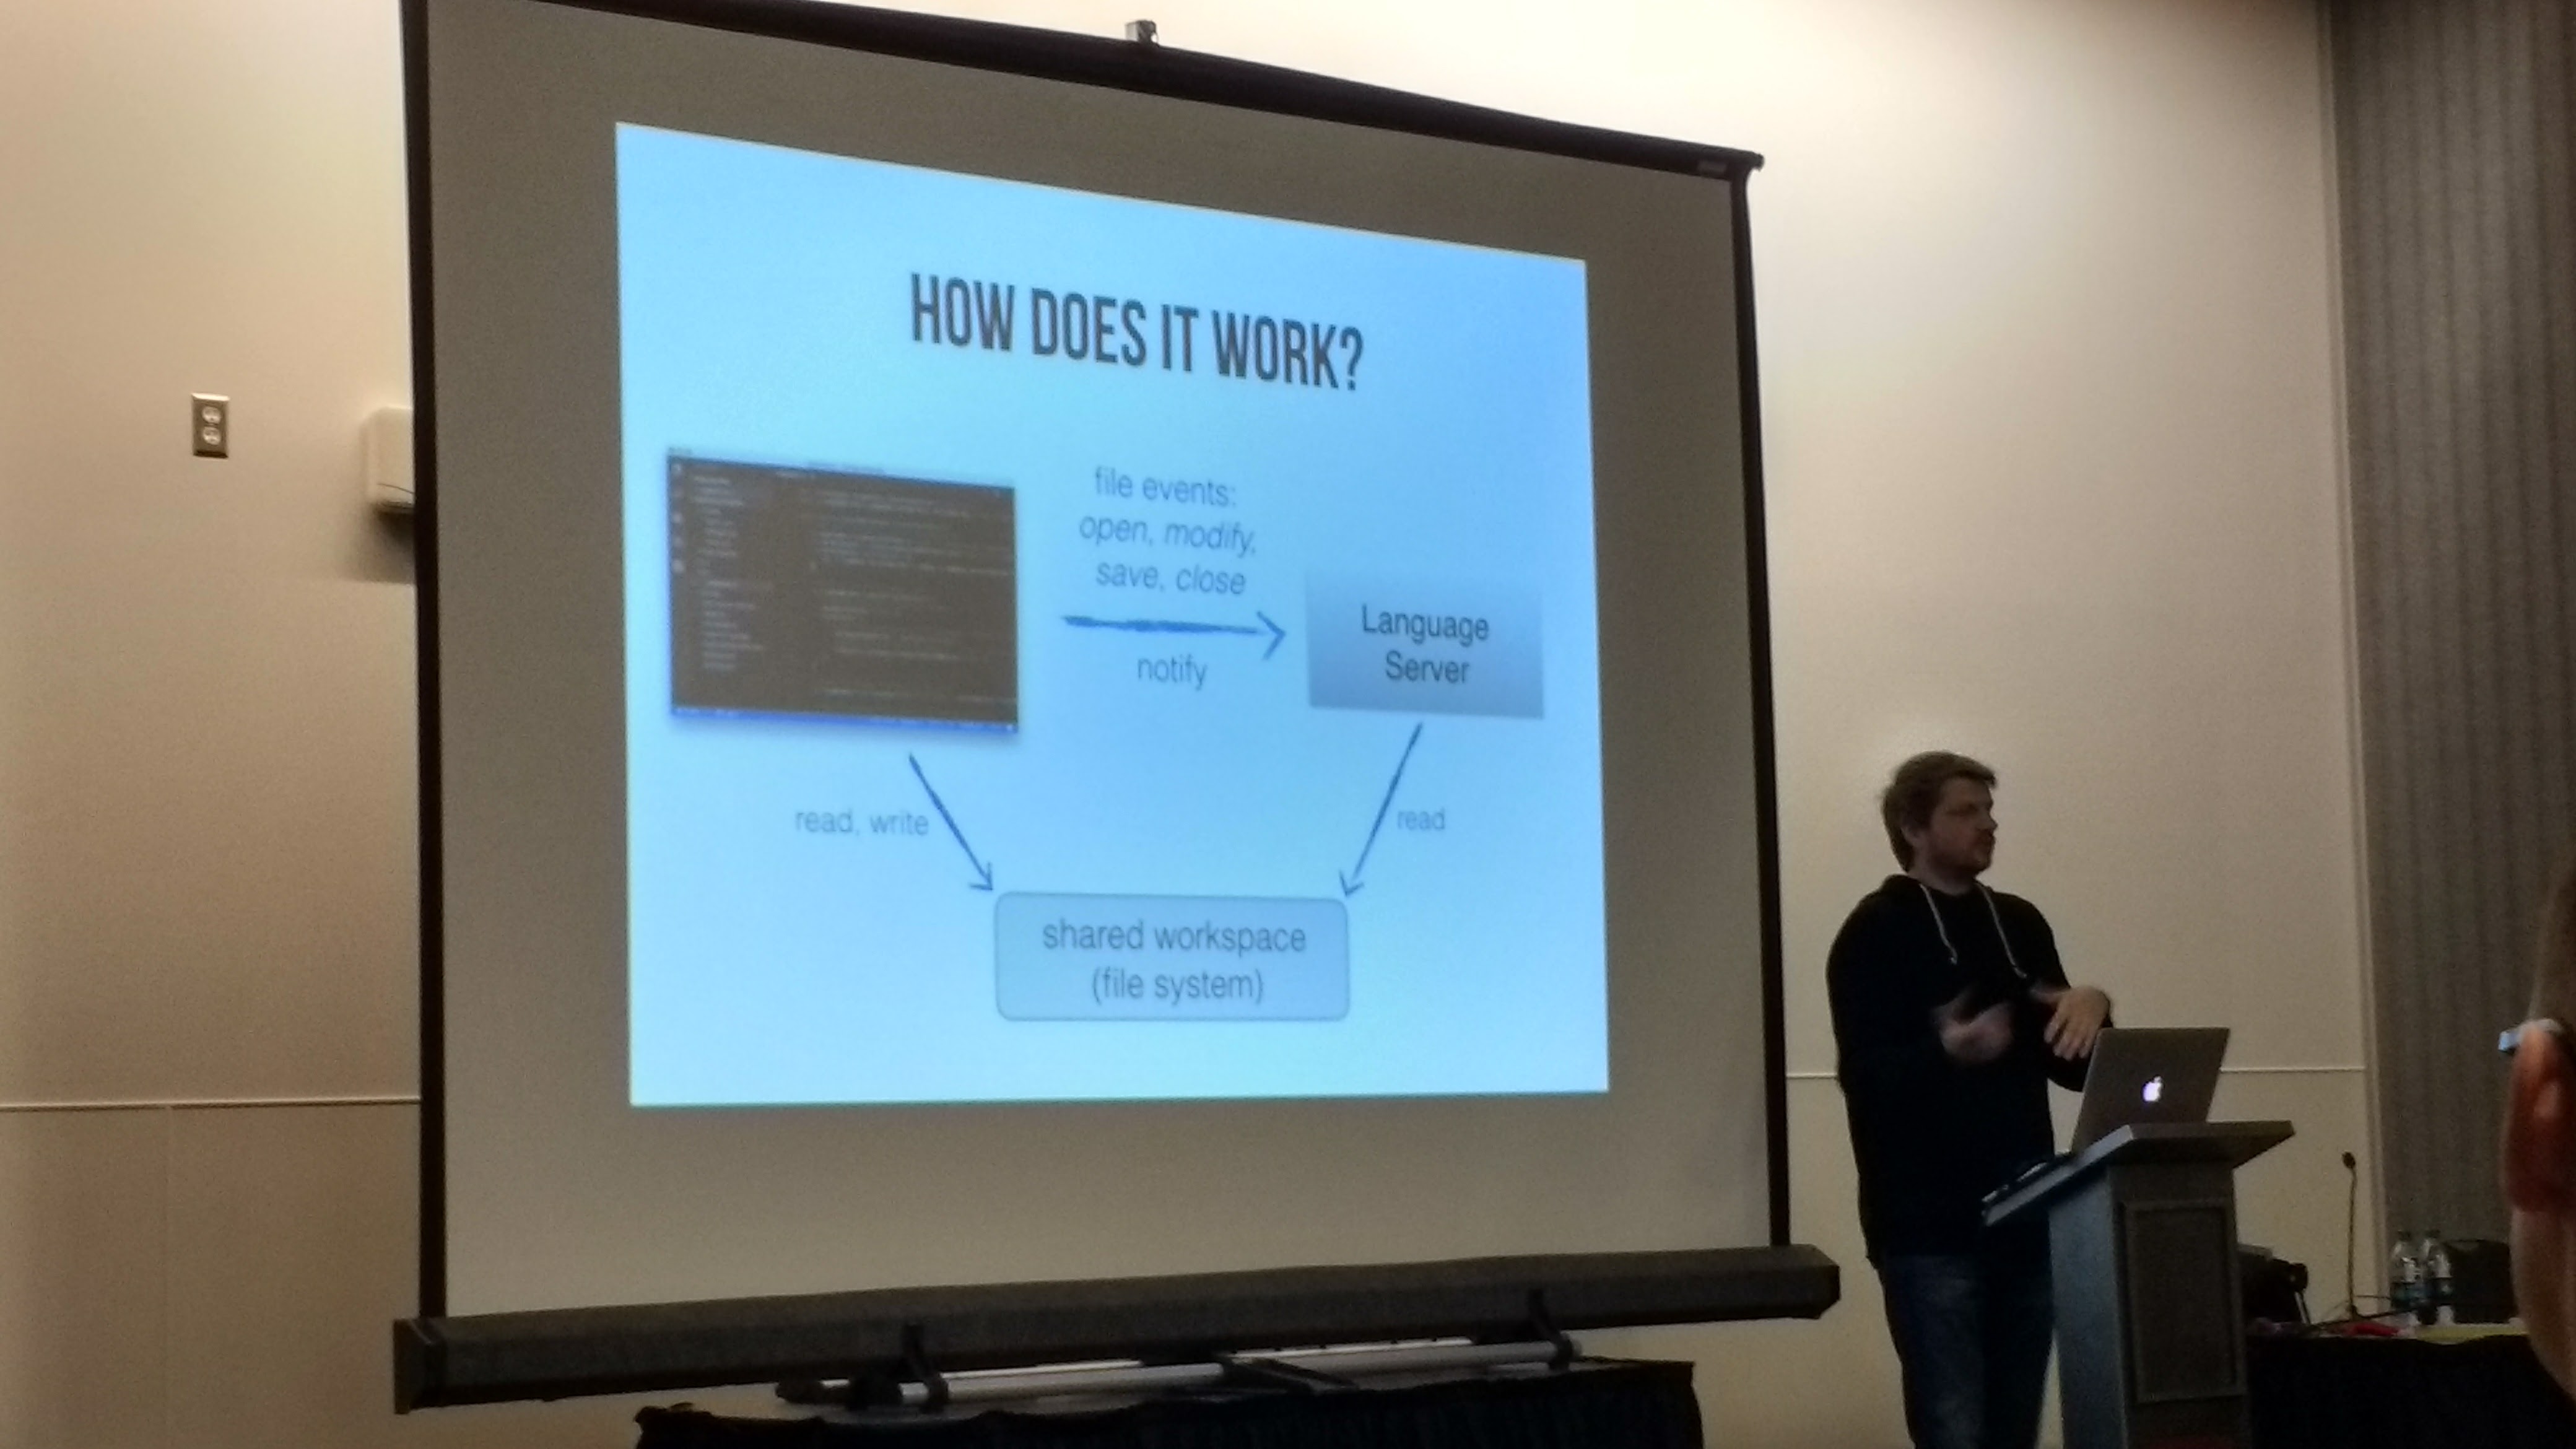 HOW DOES IT WORK?
file events:
open, modify,
save, close
notify
Language
Server
read, write
read
shared workspace
(file system)